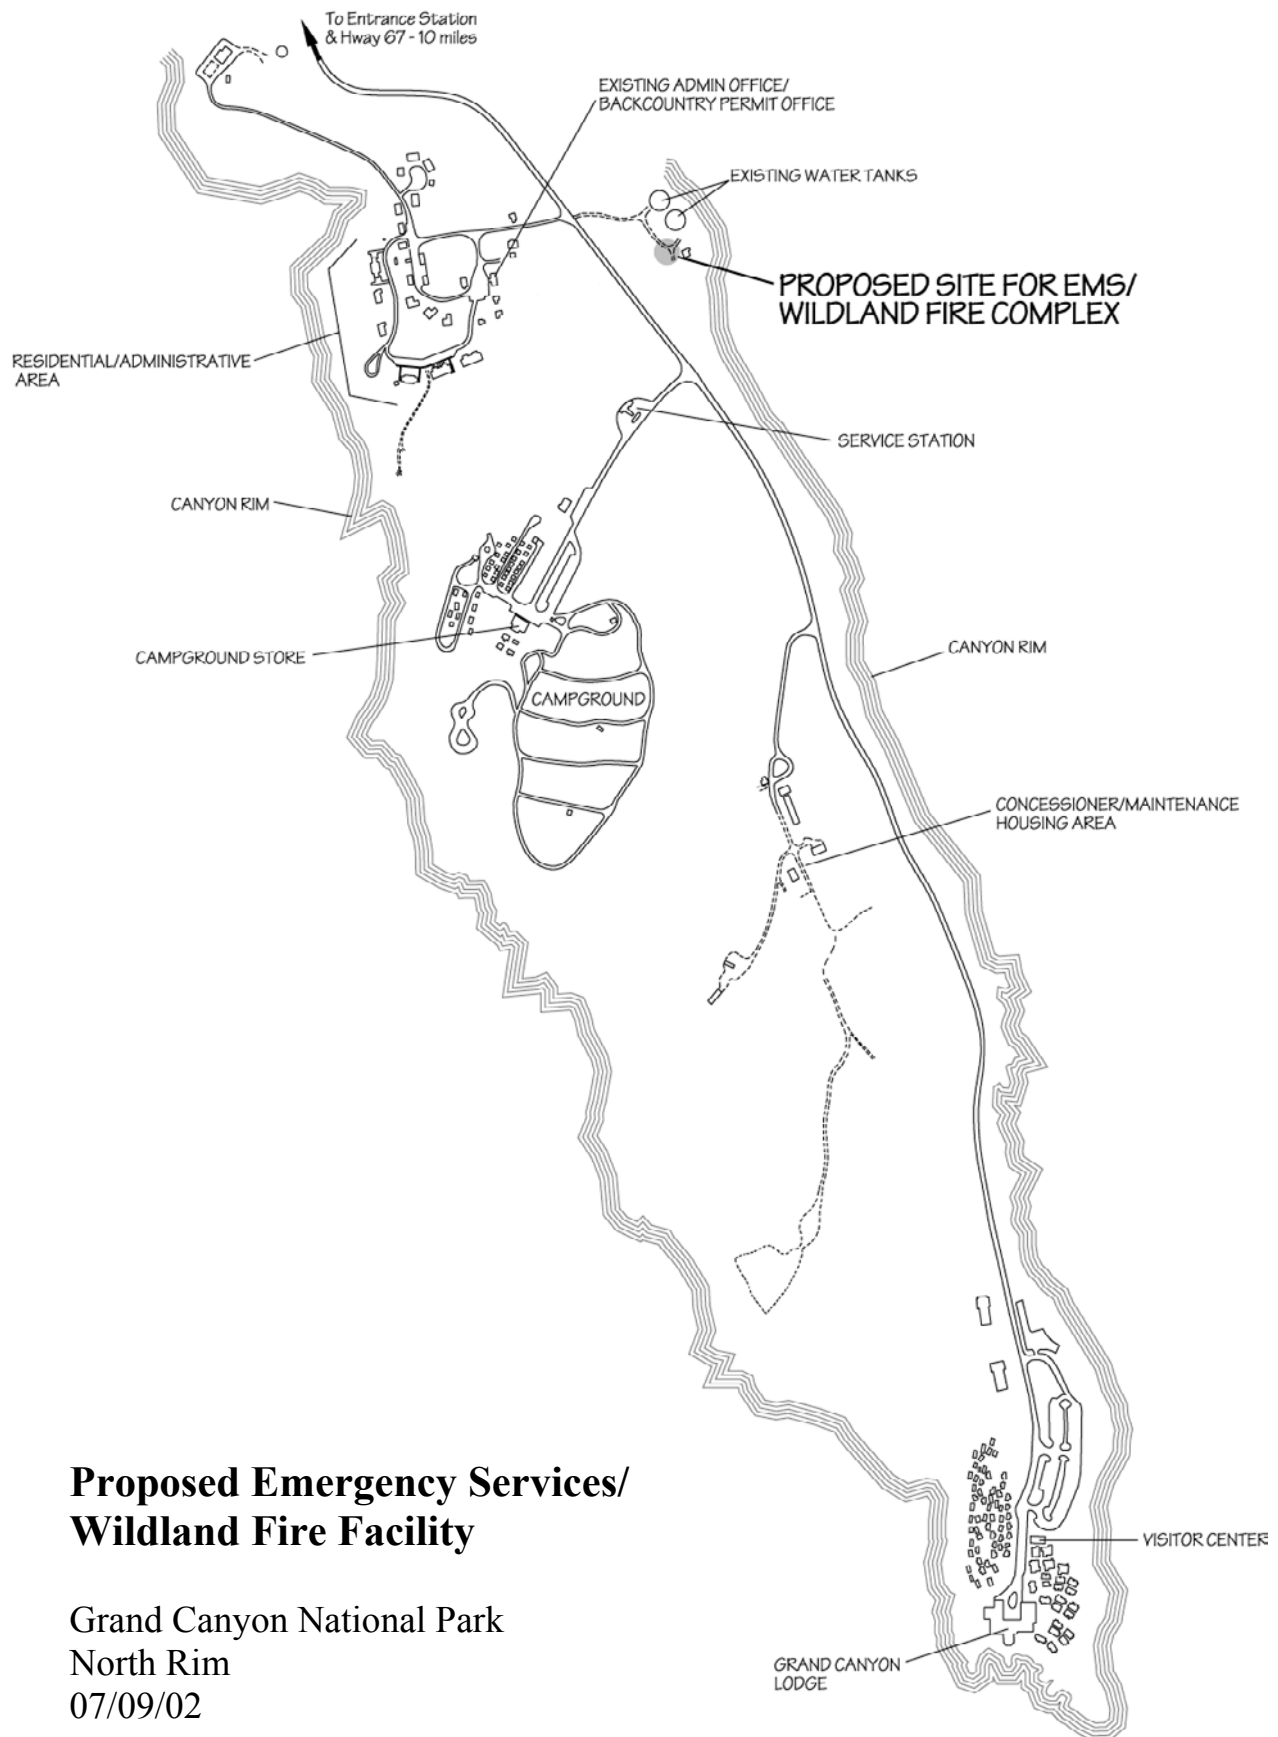 To Entrance Station
& Hway 67 - 10 miles
EXISTING ADMIN OFFICE/
BACKCOUNTRY PERMIT OFFICE
EXISTING WATER TANKS
PROPOSED SITE FOR EMS/
WILDLAND FIRE COMPLEX
RESIDENTIAL/ADMINISTRATIVE
AREA
SERVICE STATION
CANYON RIM
CAMPGROUND STORE
CANYON RIM
CAMPGROUND
CONCESSIONER/MAINTENANCE
HOUSING AREA
Proposed Emergency Services/
Wildland Fire Facility
VISITOR CENTER
Grand Canyon National Park
North Rim
07/09/02
GRAND CANYON
LODGE